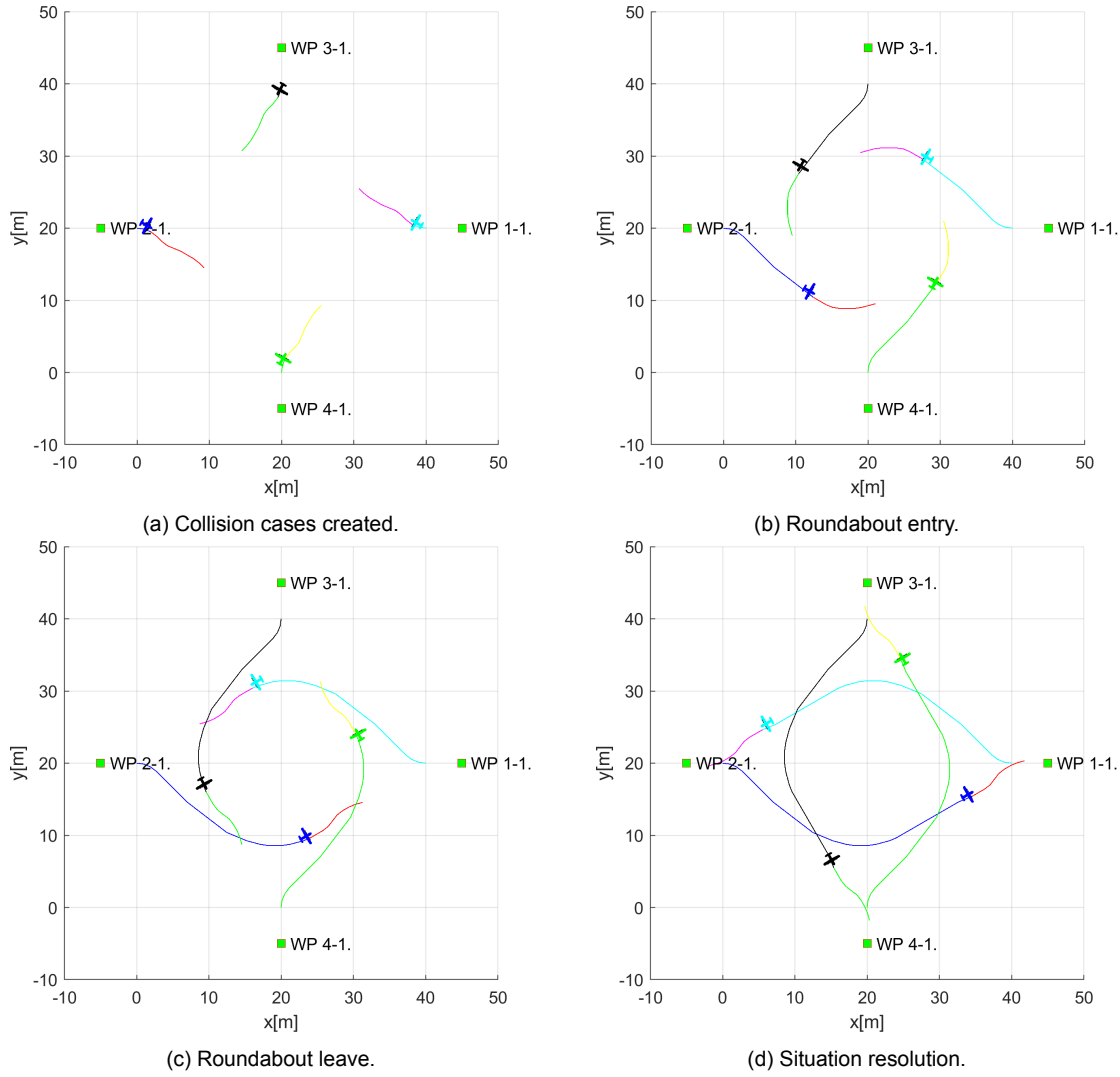 50
40
30
20
10
0
-10
y[m]
WP 3-1.
WP 2-1.
WP 1-1.
WP 4-1.
-10 0 10 20 30 40 50
x[m]
(a) Collision cases created.
50
40
30
20
10
0
-10
y[m]
WP 3-1.
WP 2-1.
WP 1-1.
WP 4-1.
-10 0 10 20 30 40 50
x[m]
(b) Roundabout entry.
50
40
30
20
10
0
-10
y[m]
WP 3-1.
WP 2-1.
WP 1-1.
WP 4-1.
-10 0 10 20 30 40 50
x[m]
(c) Roundabout leave.
50
40
30
20
10
0
-10
y[m]
WP 3-1.
WP 2-1.
WP 1-1.
WP 4-1.
-10 0 10 20 30 40 50
x[m]
(d) Situation resolution.